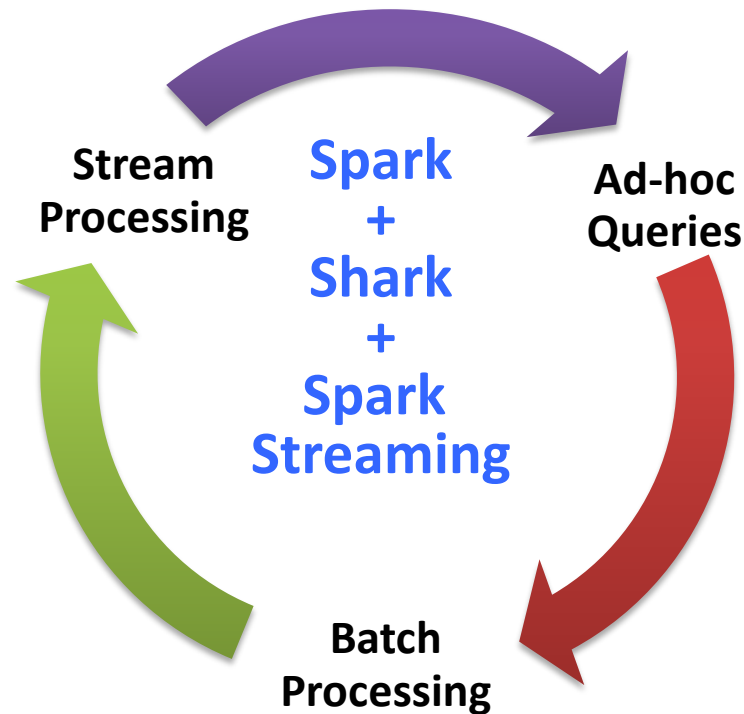 Stream
Processing
Spark
+
Shark
+
Spark
Streaming
Ad-hoc
Queries
Batch
Processing